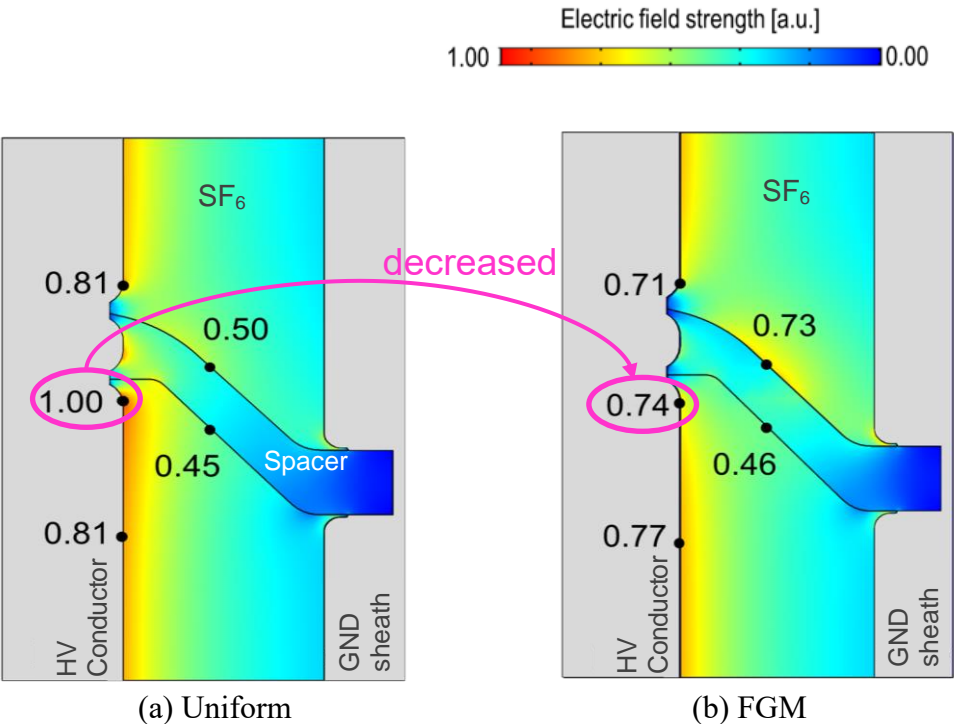 Electric field strength [a.u.]
1.00 0.00
SF₆
0.81
0.50
1.00
0.45
Spacer
0.81
HV
Conductor
GND
sheath
decreased
SF₆
0.71
0.73
0.74
0.46
0.77
HV
Conductor
GND
sheath
(a) Uniform
(b) FGM